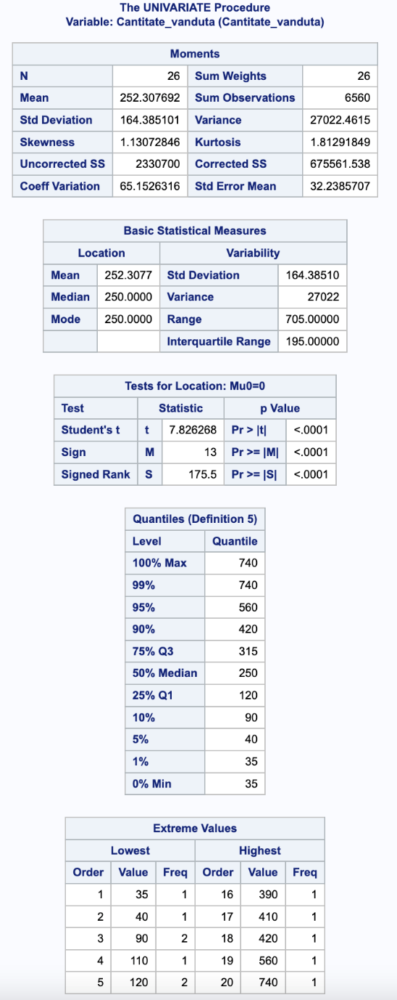 The UNIVARIATE Procedure
Variable: Cantitate_vanduta (Cantitate_vanduta)
Moments
N 26 Sum Weights 26
Mean 252.307692 Sum Observations 6560
Std Deviation 164.385101 Variance 27022.4615
Skewness 1.13072846 Kurtosis 1.81291849
Uncorrected SS 2330700 Corrected SS 675561.538
Coeff Variation 65.1526316 Std Error Mean 32.2385707
Basic Statistical Measures
Location Variability
Mean 252.3077 Std Deviation 164.38510
Median 250.0000 Variance 27022
Mode 250.0000 Range 705.00000
Interquartile Range 195.00000
Tests for Location: Mu0=0
Test Statistic p Value
Student's t t 7.826268 Pr > |t| <.0001
Sign M 13 Pr >= |M| <.0001
Signed Rank S 175.5 Pr >= |S| <.0001
Quantiles (Definition 5)
Level Quantile
100% Max 740
99% 740
95% 560
90% 420
75% Q3 315
50% Median 250
25% Q1 120
10% 90
5% 40
1% 35
0% Min 35
Extreme Values
Lowest Highest
Order Value Freq Order Value Freq
1 35 1 16 390 1
2 40 1 17 410 1
3 90 2 18 420 1
4 110 1 19 560 1
5 120 2 20 740 1